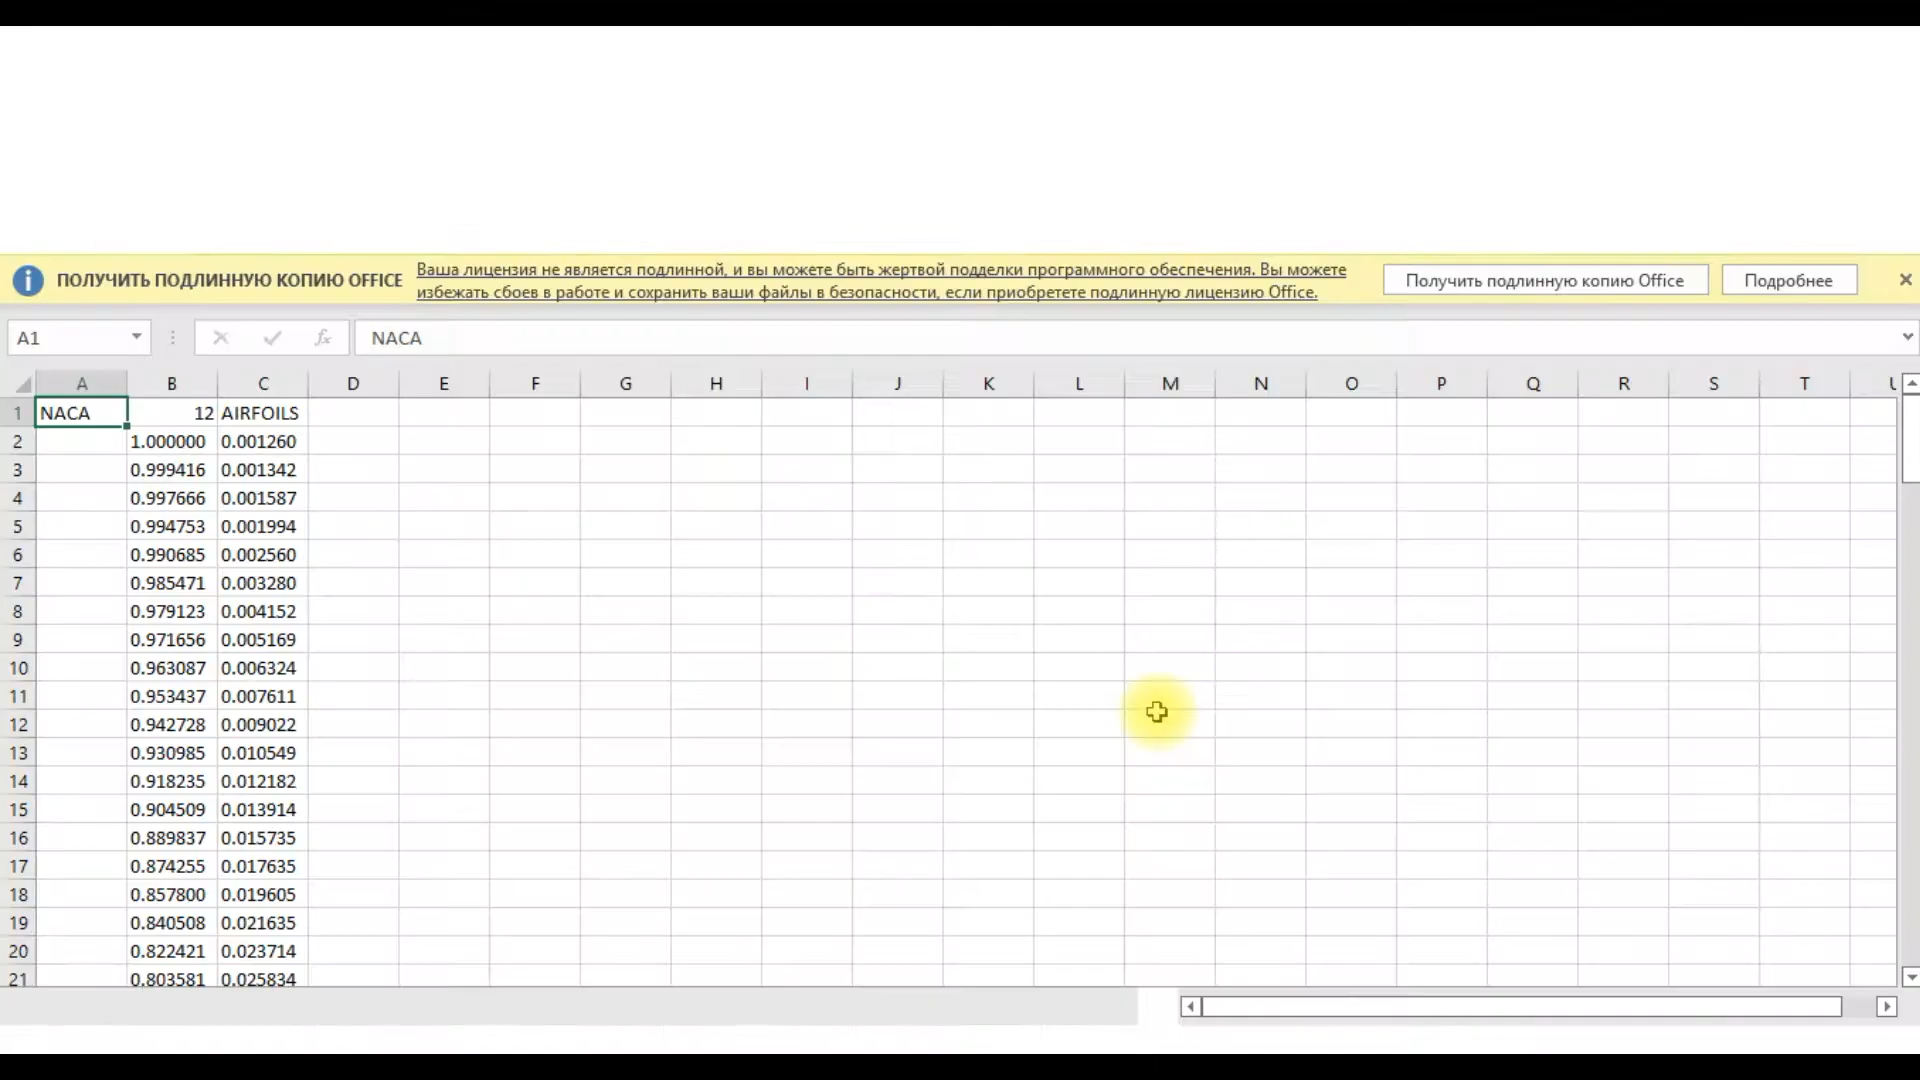 ПОЛУЧИТЬ ПОДЛИННУЮ КОПИЮ OFFICE
Ваша лицензия не является подлинной, и вы можете быть жертвой подделки программного обеспечения. Вы можете
избежать сбоев в работе и сохранить ваши файлы в безопасности, если приобретете подлинную лицензию Office.
Получить подлинную копию Office
Подробнее
A1
fx
NACA
A B C D E F G H I J K L M N O P Q R S T
1 NACA 12 AIRFOILS
2 1.000000 0.001260
3 0.999416 0.001342
4 0.997666 0.001587
5 0.994753 0.001994
6 0.990685 0.002560
7 0.985471 0.003280
8 0.979123 0.004152
9 0.971656 0.005169
10 0.963087 0.006324
11 0.953437 0.007611
12 0.942728 0.009022
13 0.930985 0.010549
14 0.918235 0.012182
15 0.904509 0.013914
16 0.889837 0.015735
17 0.874255 0.017635
18 0.857800 0.019605
19 0.840508 0.021635
20 0.822421 0.023714
21 0.803581 0.025834